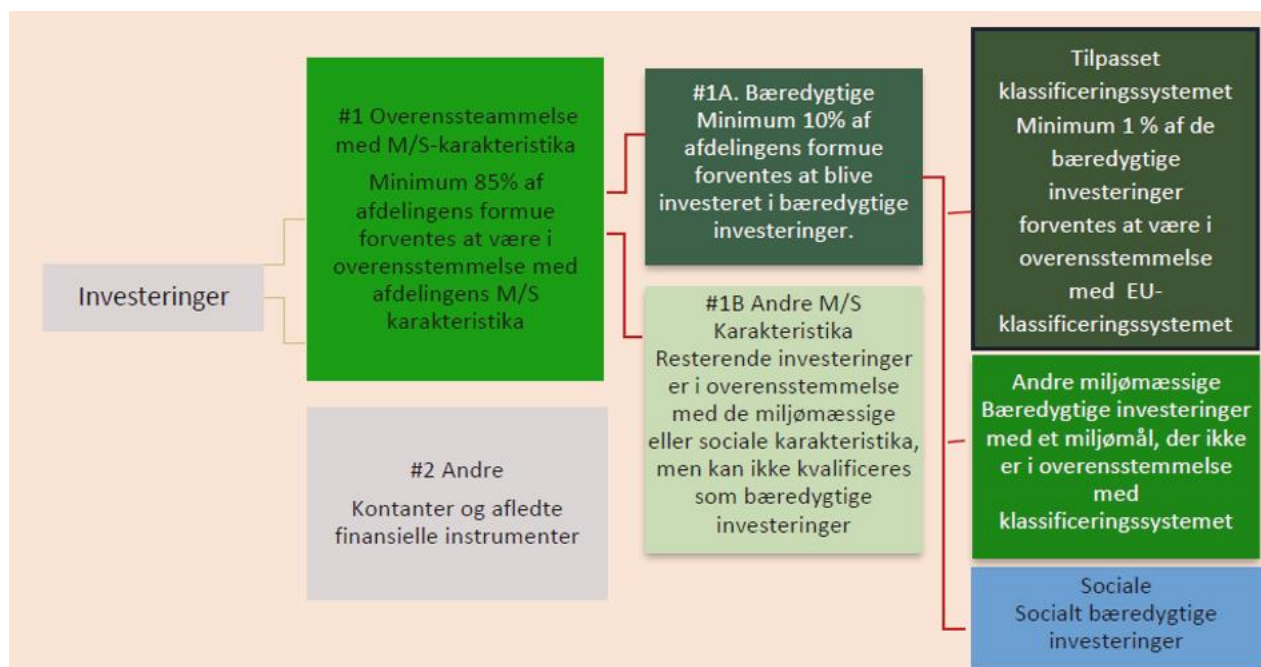 Investeringer
#1 Overenssteammelse
med M/S-karakteristika
Minimum 85% af
afdelingens formue
forventes at være i
overensstemmelse med
afdelingens M/S
karakteristika
#2 Andre
Kontanter og afledte
finansielle instrumenter
#1A. Bæredygtige
Minimum 10% af
afdelingens formue
forventes at blive
investeret i bæredygtige
investeringer.
#1B Andre M/S
Karakteristika
Resterende investeringer
er i overensstemmelse
med de miljømæssige
eller sociale karakteristika,
men kan ikke kvalificeres
som bæredygtige
investeringer
Tilpasset
klassificeringssystemet
Minimum 1 % af de
bæredygtige
investeringer
forventes at være i
overensstemmelse
med EU-
klassificeringssystemet
Andre miljømæssige
Bæredygtige investeringer
med et miljømål, der ikke
er i overensstemmelse
med
klassificeringssystemet
Sociale
Socialt bæredygtige
investeringer